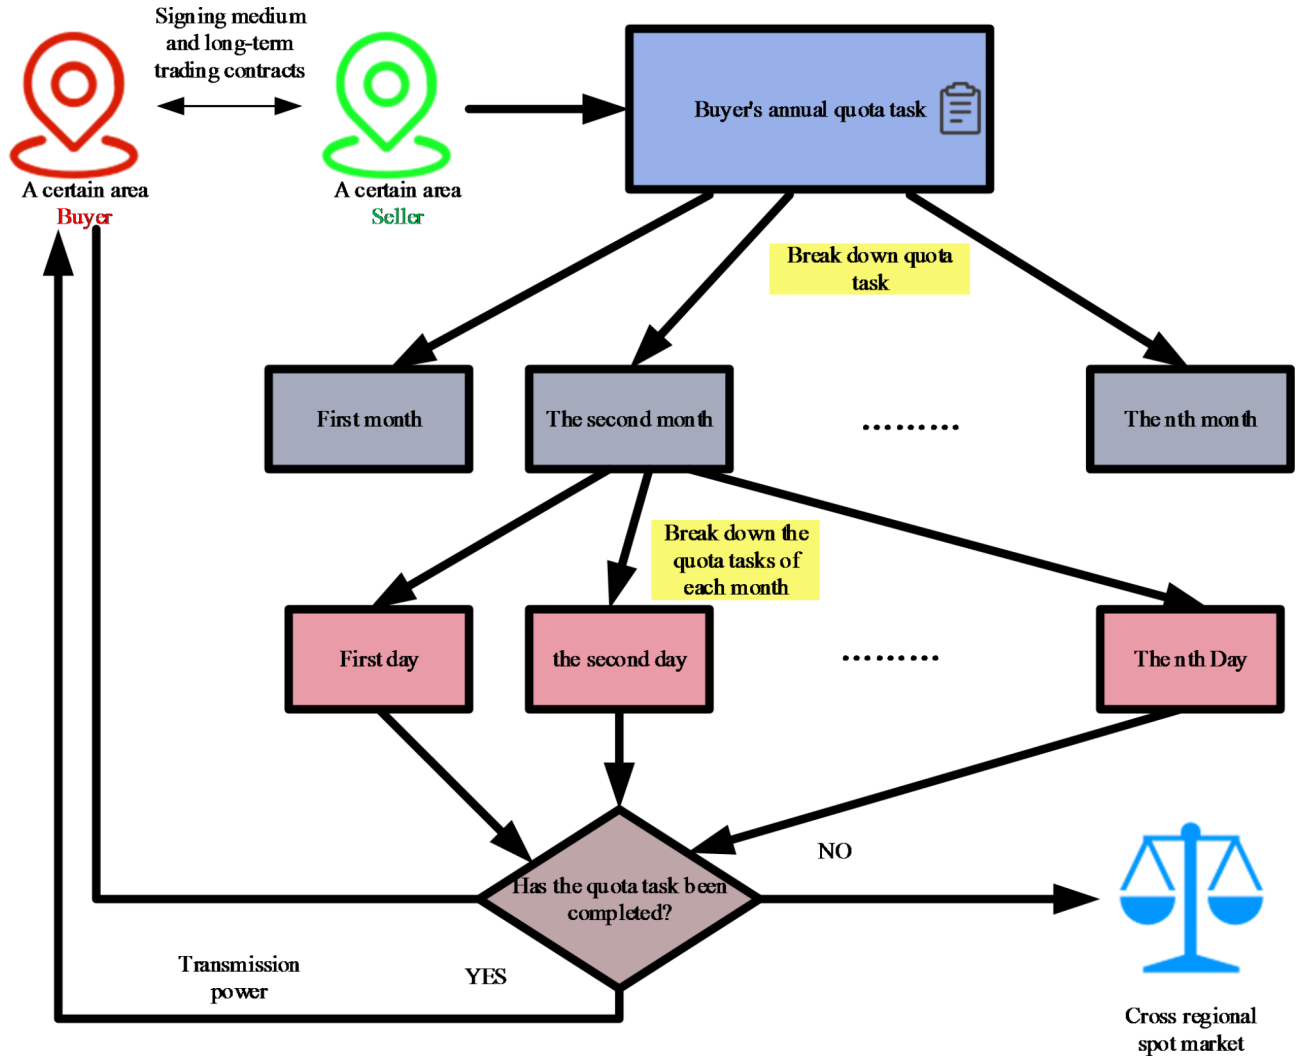 Signing medium
and long-term
trading contracts
Buyer's annual quota task
A certain area
Buyer
A certain area
Seller
Break down quota
task
First month
The second month
.........
The nth month
Break down the
quota tasks of
each month
First day
the second day
.........
The nth Day
NO
Has the quota task been
completed?
Transmission
power
YES
Cross regional
spot market